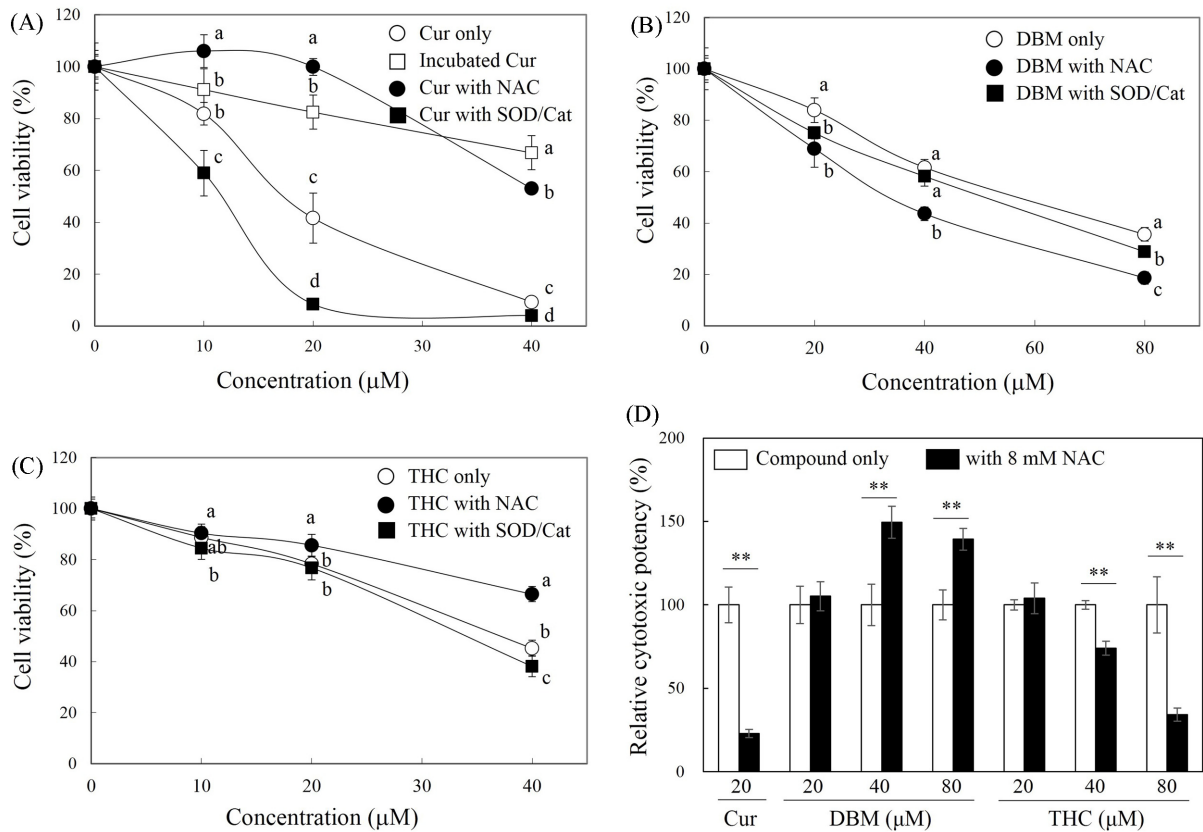 (A)
120
100
80
60
40
20
0
Cell viability (%)
Cur only
Incubated Cur
Cur with NAC
Cur with SOD/Cat
a
b
b
c
a
b
c
d
a
b
c
d
0 10 20 30 40
Concentration (μM)
(B)
120
100
80
60
40
20
0
Cell viability (%)
DBM only
DBM with NAC
DBM with SOD/Cat
a
b
b
a
a
b
a
b
c
0 20 40 60 80
Concentration (μM)
(C)
120
100
80
60
40
20
0
Cell viability (%)
THC only
THC with NAC
THC with SOD/Cat
a
ab
b
a
b
b
a
b
c
0 10 20 30 40
Concentration (μM)
(D)
200
150
100
50
0
Relative cytotoxic potency (%)
Compound only with 8 mM NAC
** ** ** ** **
20 20 40 80 20 40 80
Cur DBM (μM) THC (μM)